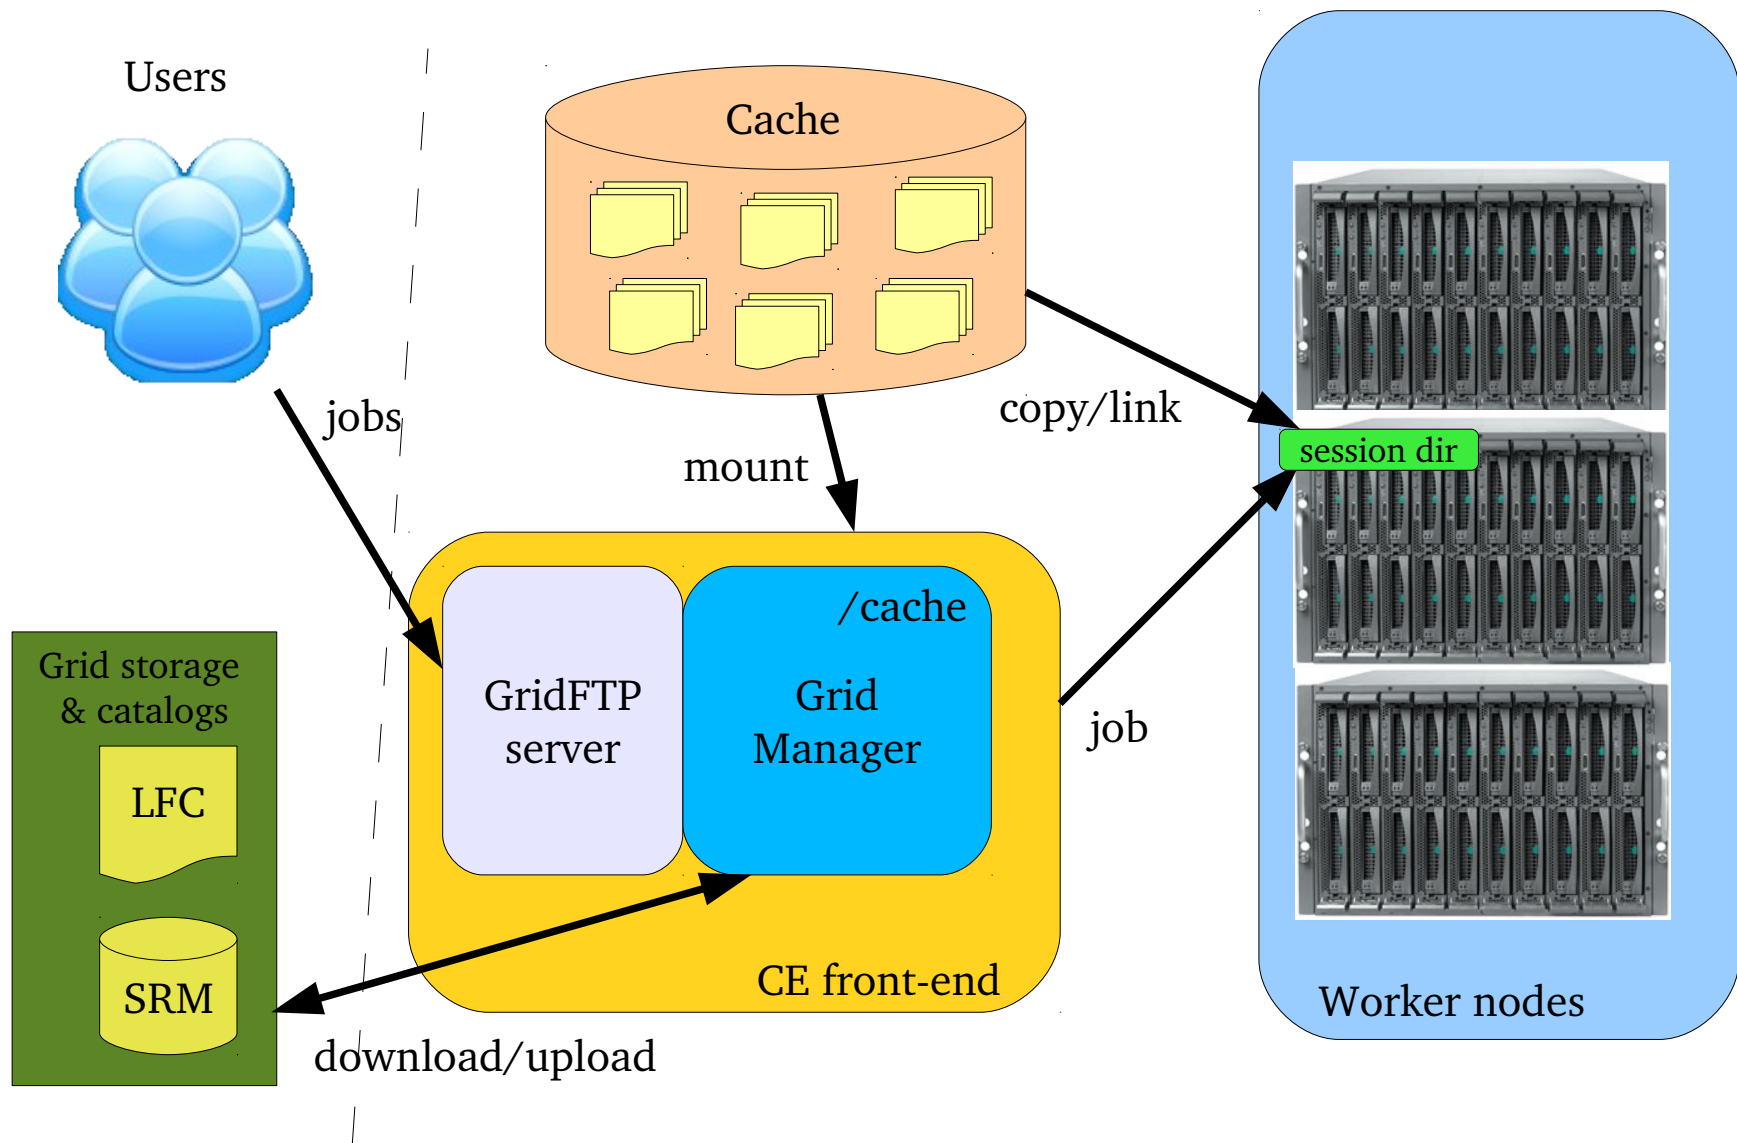 Users
Cache
jobs
copy/link
mount
session dir
/cache
Grid storage
& catalogs
GridFTP
server
Grid
Manager
job
LFC
SRM
CE front-end
Worker nodes
download/upload